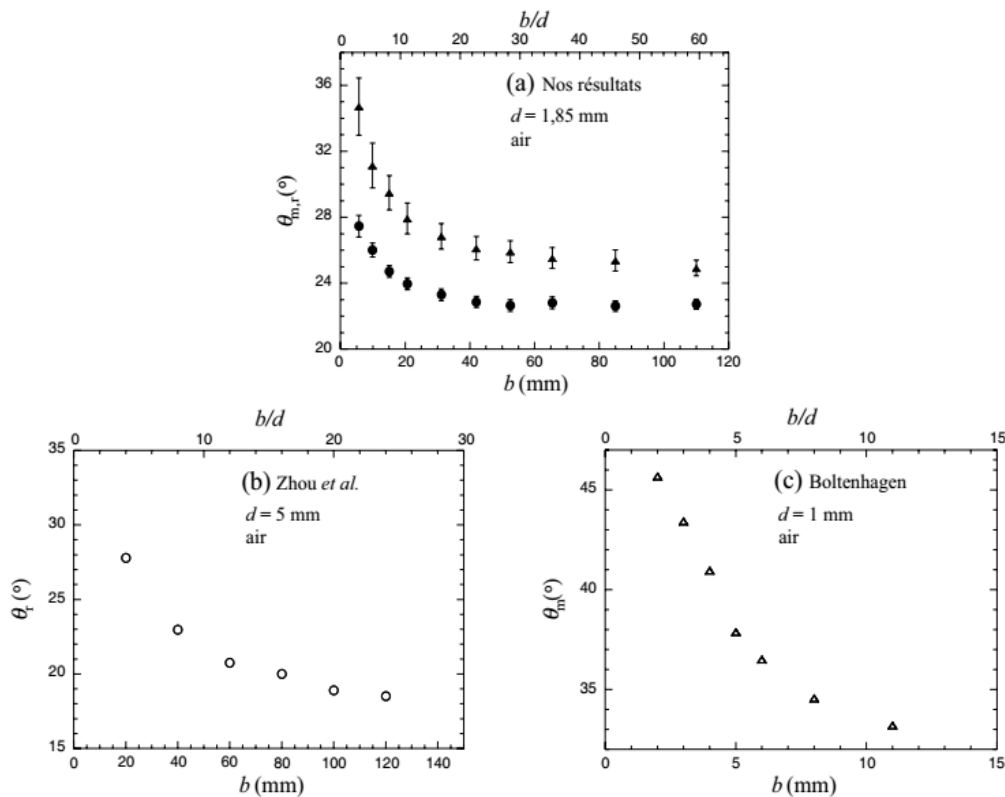 b/d
0 10 20 30 40 50 60
36
32
28
24
20
θm,r(°)
(a) Nos résultats
d = 1,85 mm
air
0 20 40 60 80 100 120
b (mm)
b/d
0 10 20 30
35
30
25
20
15
θr(°)
(b) Zhou et al.
d = 5 mm
air
0 20 40 60 80 100 120 140
b (mm)
b/d
0 5 10 15
45
40
35
θm(°)
(c) Boltenhagen
d = 1 mm
air
0 5 10 15
b (mm)